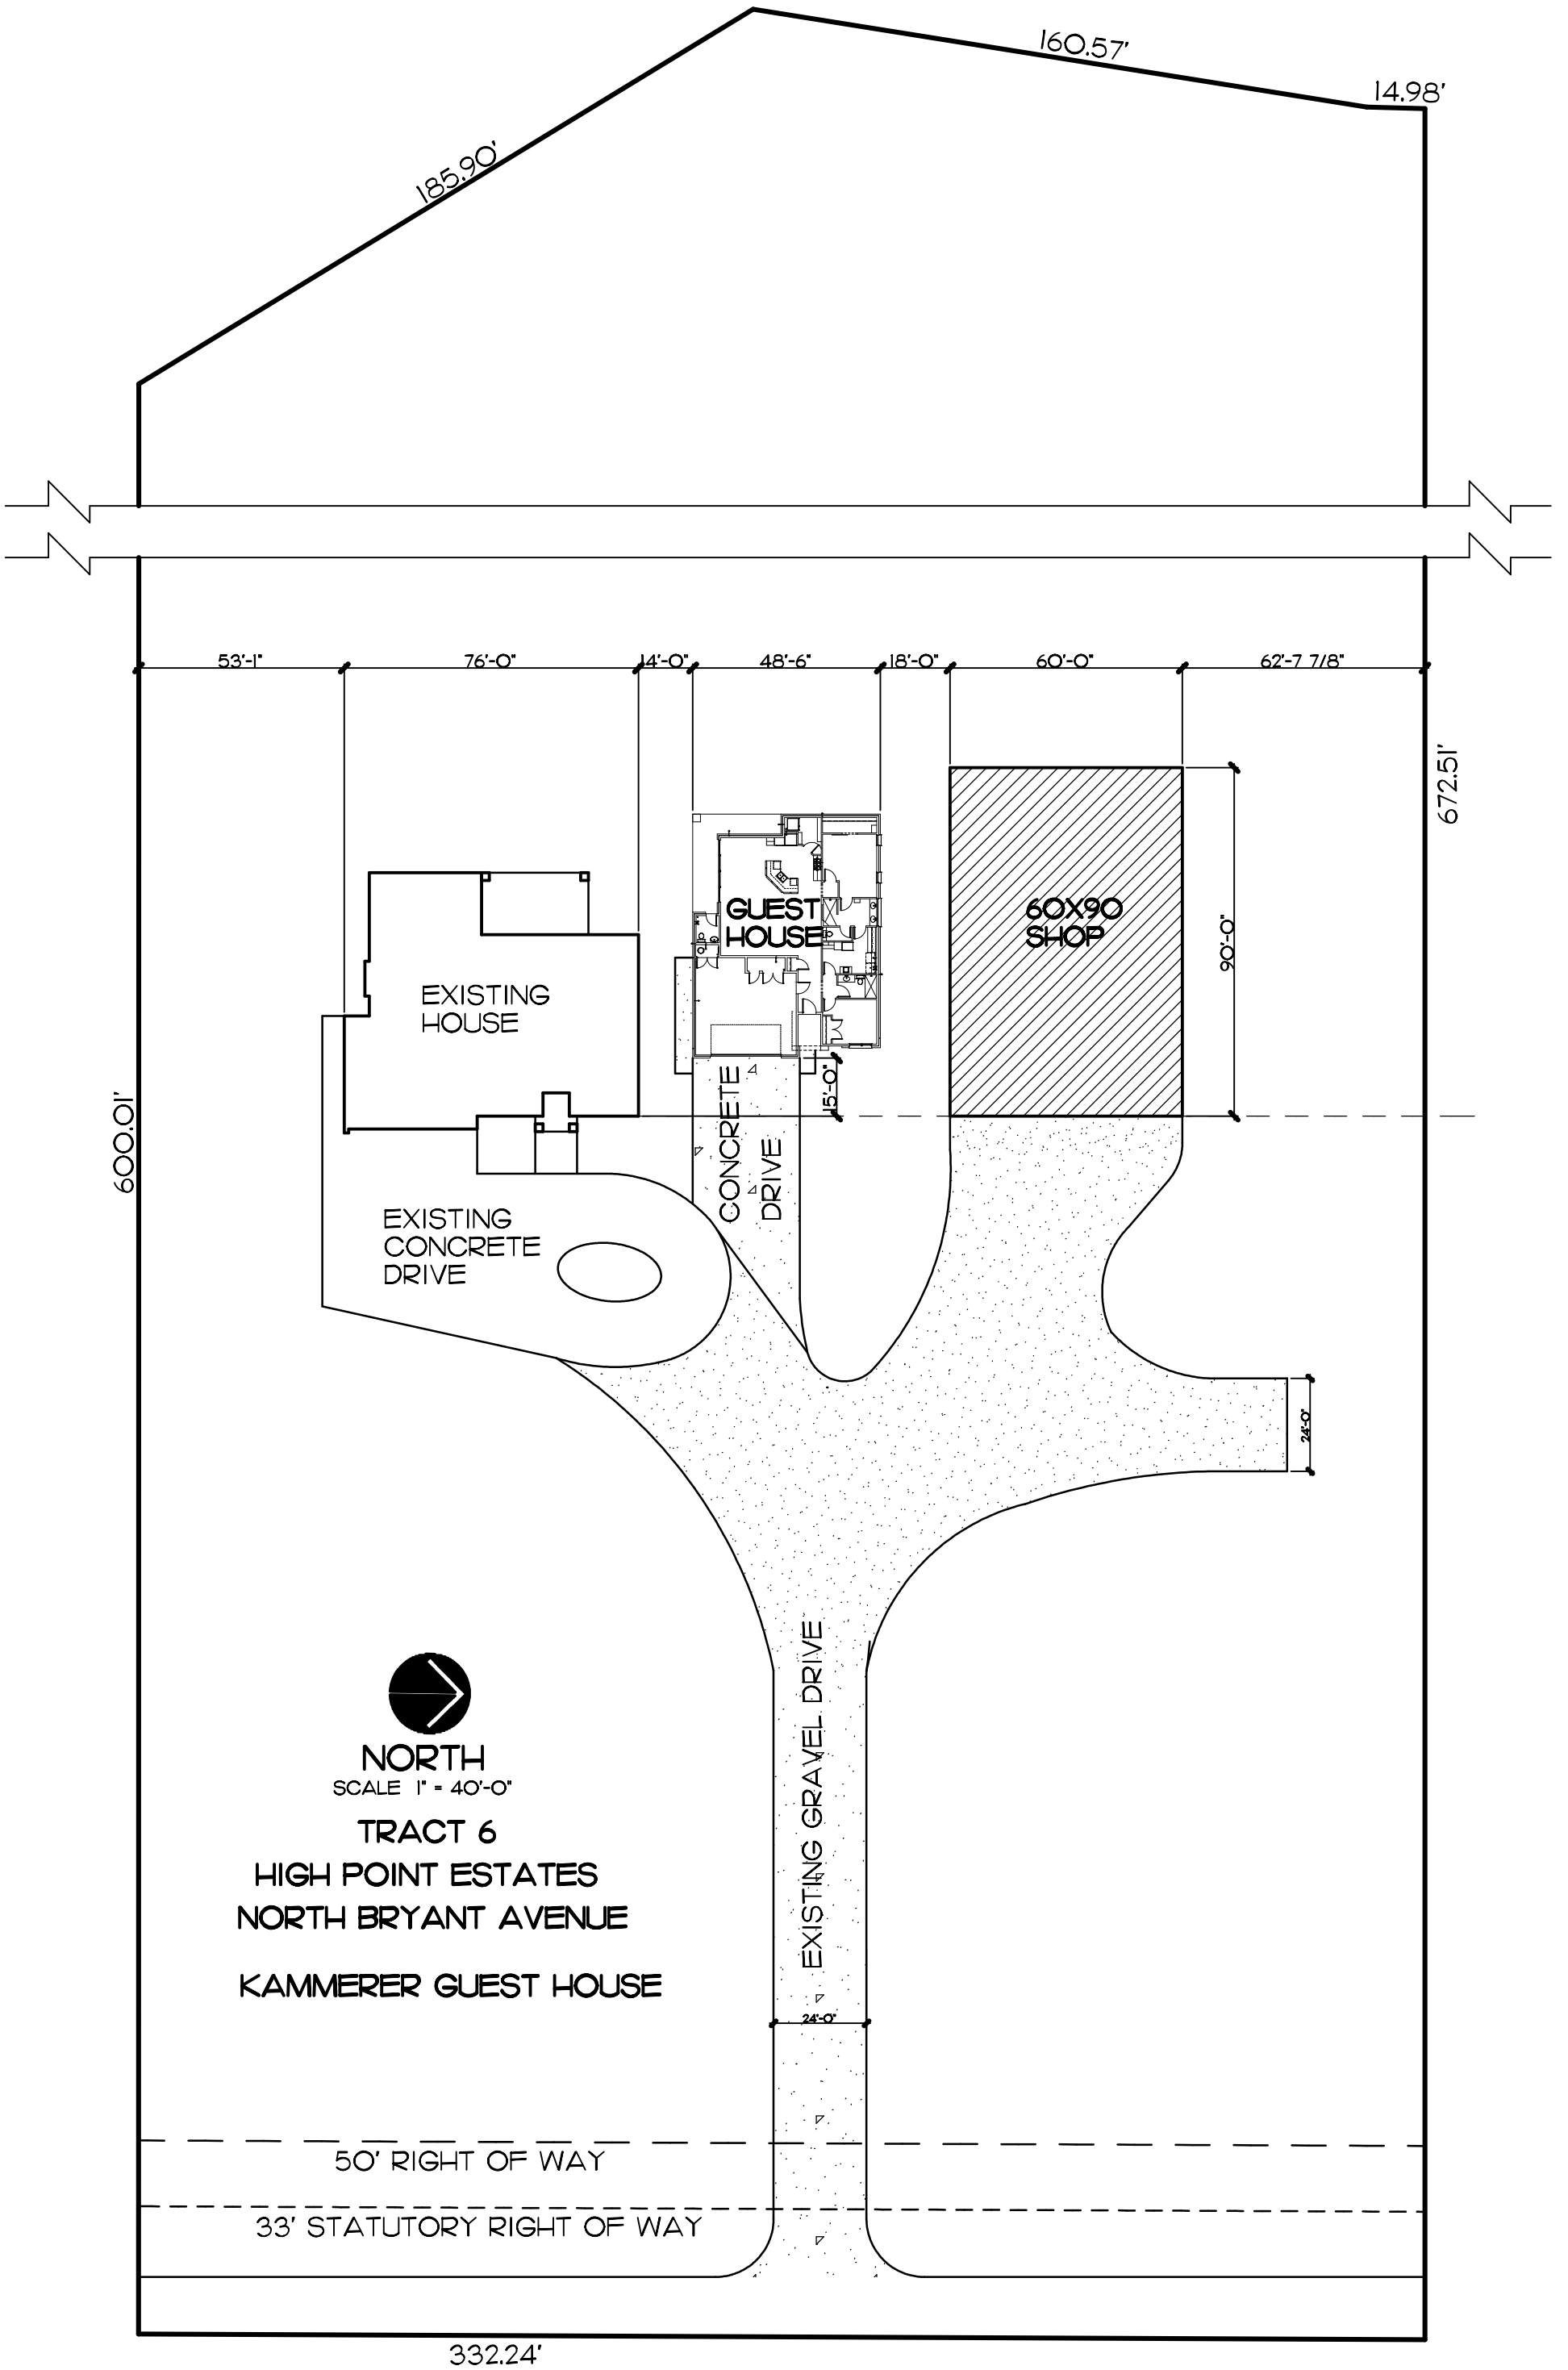 160.57'
14.98'
185.90'
53'-1"
76'-0"
14'-0"
48'-6"
18'-0"
60'-0"
62'-7 7/8"
672.51'
GUEST
HOUSE
60X90
SHOP
90'-0"
EXISTING
HOUSE
15'-0"
600.01'
CONCRETE
DRIVE
EXISTING
CONCRETE
DRIVE
24'-0"
EXISTING GRAVEL DRIVE
NORTH
SCALE 1" = 40'-0"
TRACT 6
HIGH POINT ESTATES
NORTH BRYANT AVENUE
KAMMERER GUEST HOUSE
24'-0"
50' RIGHT OF WAY
33' STATUTORY RIGHT OF WAY
332.24'